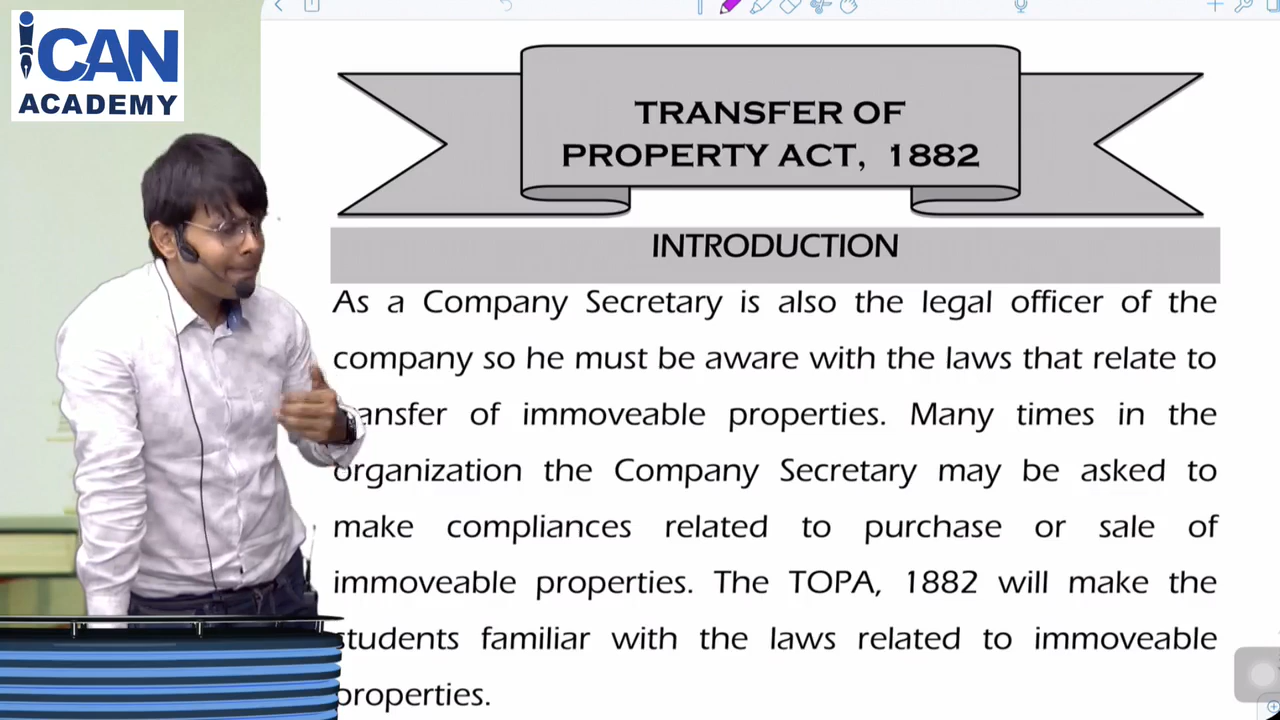 iCAN
ACADEMY
TRANSFER OF
PROPERTY ACT, 1882
INTRODUCTION
As a Company Secretary is also the legal officer of the
company so he must be aware with the laws that relate to
of immoveable properties. Many times in the
organization the Company Secretary may be asked to
make compliances related to purchase or sale of
immoveable properties. The TOPA, 1882 will make the
students familiar with the laws related to immoveable
properties.